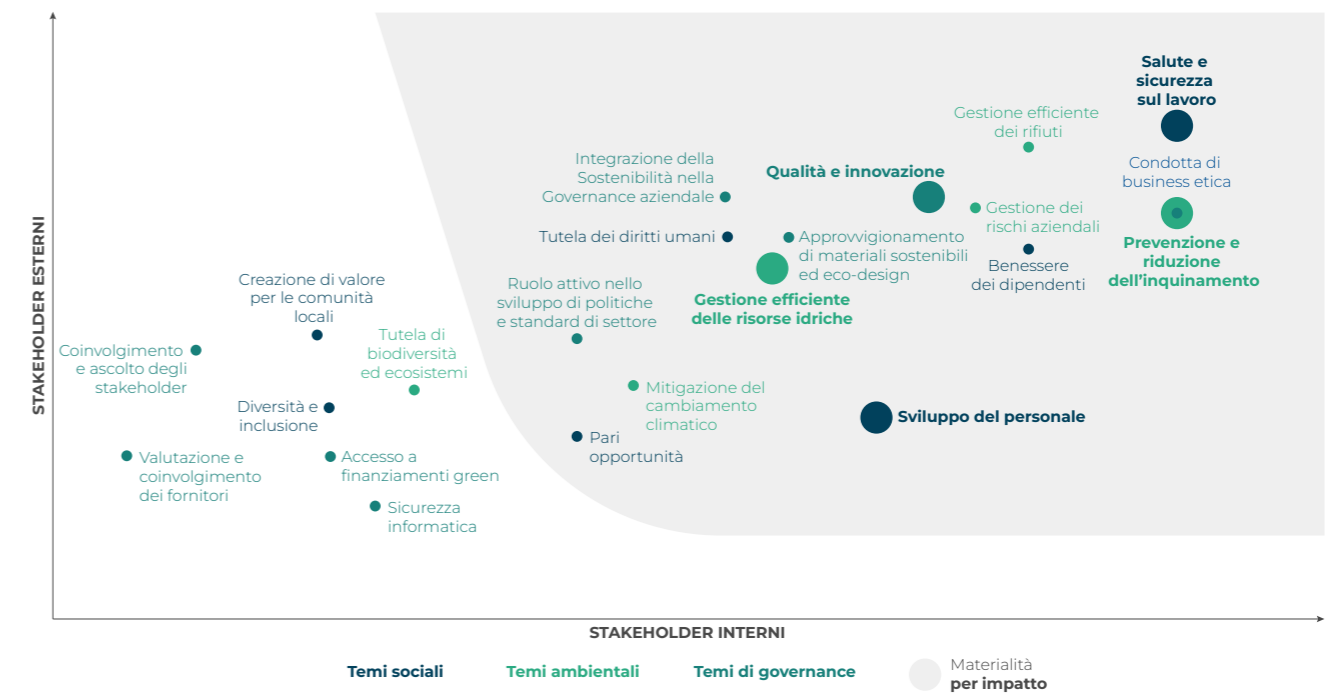 STAKEHOLDER ESTERNI
Salute e
sicurezza
sul lavoro
Gestione efficiente
dei rifiuti
Condotta di
business etica
Integrazione della
Sostenibilità nella
Governance aziendale
Qualità e innovazione
Gestione dei
rischi aziendali
Tutela dei diritti umani
Approvvigionamento
di materiali sostenibili
ed eco-design
Prevenzione e
riduzione
dell'inquinamento
Benessere
dei dipendenti
Creazione di valore
per le comunità
locali
Ruolo attivo nello
sviluppo di politiche
e standard di settore
Gestione efficiente
delle risorse idriche
Coinvolgimento
e ascolto degli
stakeholder
Tutela di
biodiversità
ed ecosistemi
Mitigazione del
cambiamento
climatico
Diversità e
inclusione
Sviluppo del personale
Pari
opportunità
Valutazione e
coinvolgimento
dei fornitori
Accesso a
finanziamenti green
Sicurezza
informatica
STAKEHOLDER INTERNI
Temi sociali
Temi ambientali
Temi di governance
Materialità
per impatto